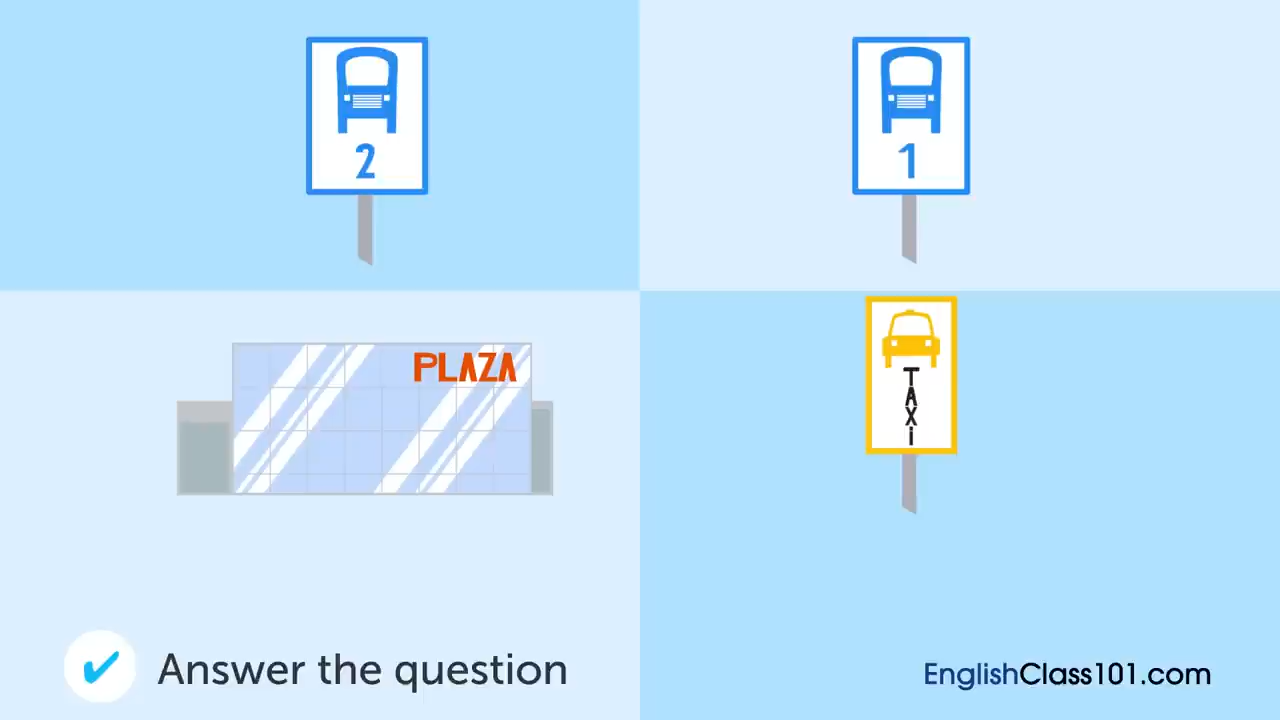 2
1
PLAZA
TAXi
Answer the question
EnglishClass101.com